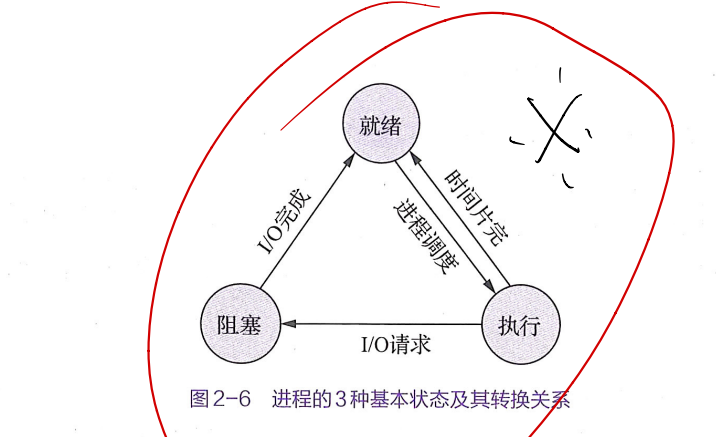 就绪
I/O完成
进程调度
时间片完
阻塞
执行
I/O请求
图2-6 进程的3种基本状态及其转换关系